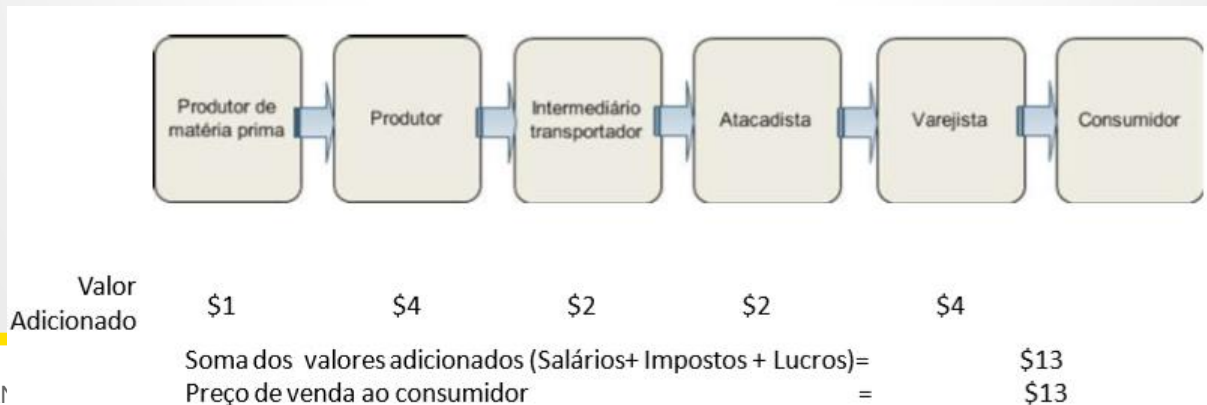 Produtor de
matéria prima
Produtor
Intermediário
transportador
Atacadista
Varejista
Consumidor
Valor
Adicionado
$1 $4 $2 $2 $4
Soma dos valores adicionados (Salários+ Impostos + Lucros)= $13
Preço de venda ao consumidor = $13